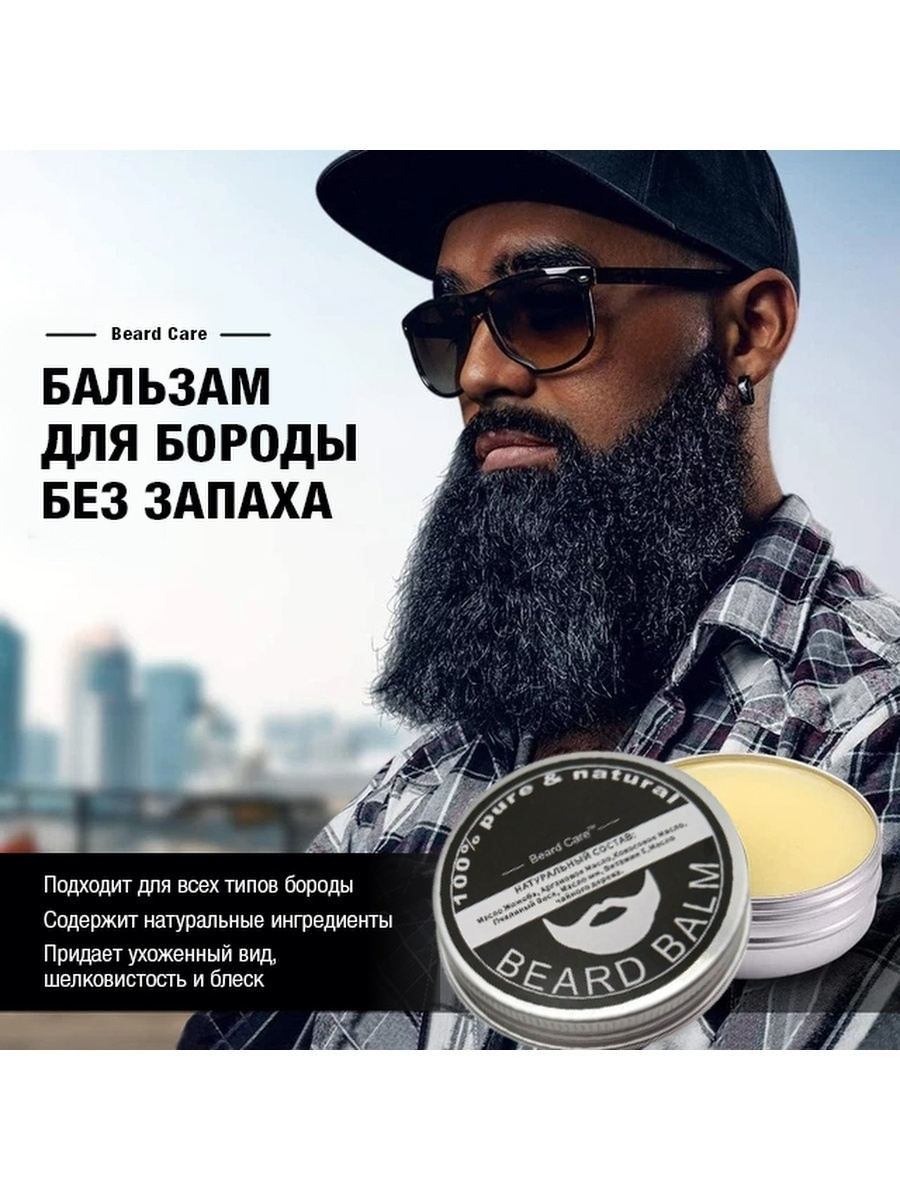 Beard Care
БАЛЬЗАМ
ДЛЯ БОРОДЫ
БЕЗ ЗАПАХА
Подходит для всех типов бороды
Содержит натуральные ингредиенты
Придает ухоженный вид,
шелковистость и блеск
100% pure & natural
Beard Care™
НАТУРАЛЬНЫЙ СОСТАВ:
Масло Жожоба, Аргановое Масло, Кокосовое масло,
Пчелиный Воск, Масло ши, Витамин Е, Масло
чайного дерева.
BEARD BALM